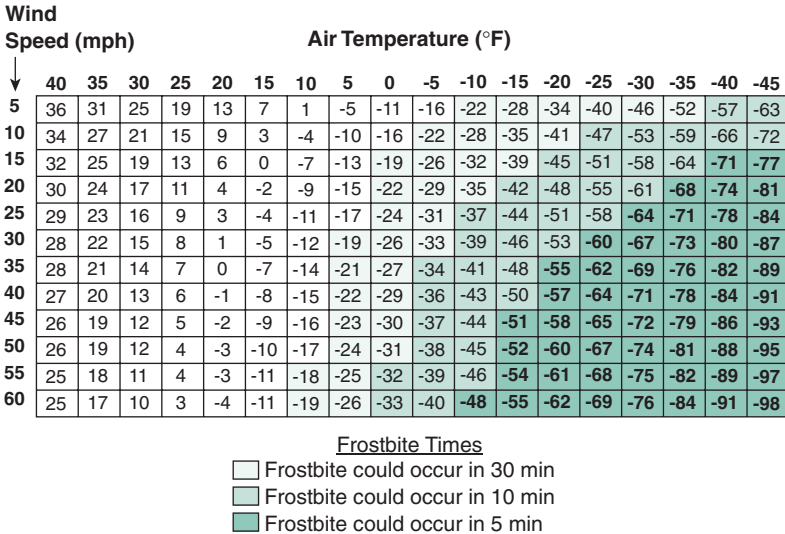 Wind
Speed (mph) Air Temperature (°F)
40 35 30 25 20 15 10 5 0 -5 -10 -15 -20 -25 -30 -35 -40 -45
5 36 31 25 19 13 7 1 -5 -11 -16 -22 -28 -34 -40 -46 -52 -57 -63
10 34 27 21 15 9 3 -4 -10 -16 -22 -28 -35 -41 -47 -53 -59 -66 -72
15 32 25 19 13 6 0 -7 -13 -19 -26 -32 -39 -45 -51 -58 -64 -71 -77
20 30 24 17 11 4 -2 -9 -15 -22 -29 -35 -42 -48 -55 -61 -68 -74 -81
25 29 23 16 9 3 -4 -11 -17 -24 -31 -37 -44 -51 -58 -64 -71 -78 -84
30 28 22 15 8 1 -5 -12 -19 -26 -33 -39 -46 -53 -60 -67 -73 -80 -87
35 28 21 14 7 0 -7 -14 -21 -27 -34 -41 -48 -55 -62 -69 -76 -82 -89
40 27 20 13 6 -1 -8 -15 -22 -29 -36 -43 -50 -57 -64 -71 -78 -84 -91
45 26 19 12 5 -2 -9 -16 -23 -30 -37 -44 -51 -58 -65 -72 -79 -86 -93
50 26 19 12 4 -3 -10 -17 -24 -31 -38 -45 -52 -60 -67 -74 -81 -88 -95
55 25 18 11 4 -3 -11 -18 -25 -32 -39 -46 -54 -61 -68 -75 -82 -89 -97
60 25 17 10 3 -4 -11 -19 -26 -33 -40 -48 -55 -62 -69 -76 -84 -91 -98
Frostbite Times
Frostbite could occur in 30 min
Frostbite could occur in 10 min
Frostbite could occur in 5 min